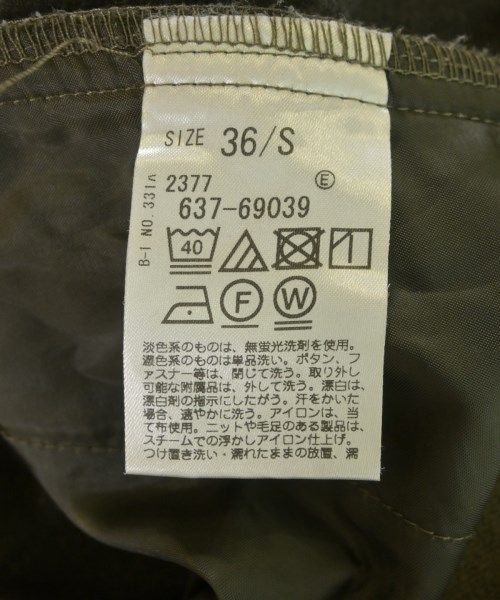 SIZE 36/S
B-I NO.331A
2377 E
637-69039
40
F W
淡色系のものは、無蛍光洗剤を使用。
濃色系のものは単品洗い。ボタン、フ
ァスナー等は、閉じて洗う。取り外し
可能な附属品は、外して洗う。漂白は、
漂白剤の指示にしたがう。汗をかいた
場合、速やかに洗う。アイロンは、当
て布使用。ニットや毛足のある製品は、
スチームでの浮かしアイロン仕上げ。
つけ置き洗い・濡れたままの放置、濡